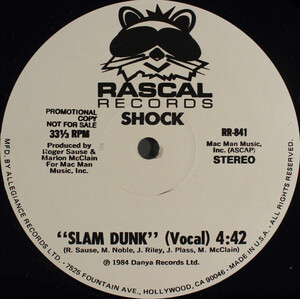 RASCAL
RECORDS
SHOCK
PROMOTIONAL
COPY
NOT FOR SALE
33⅓ RPM
Produced by
Roger Sause &
Marion McClain
For Mac Man
Music, Inc.
RR-841
Mac Man Music,
Inc. (ASCAP)
STEREO
"SLAM DUNK" (Vocal) 4:42
(R. Sause, M. Noble, J. Riley, J. Plass, M. McClain)
℗ 1984 Danya Records Ltd.
MFD. BY ALLEGIANCE RECORDS LTD. • 7525 FOUNTAIN AVE., HOLLYWOOD, CA 90046 • MADE IN U.S.A. • ALL RIGHTS RESERVED.